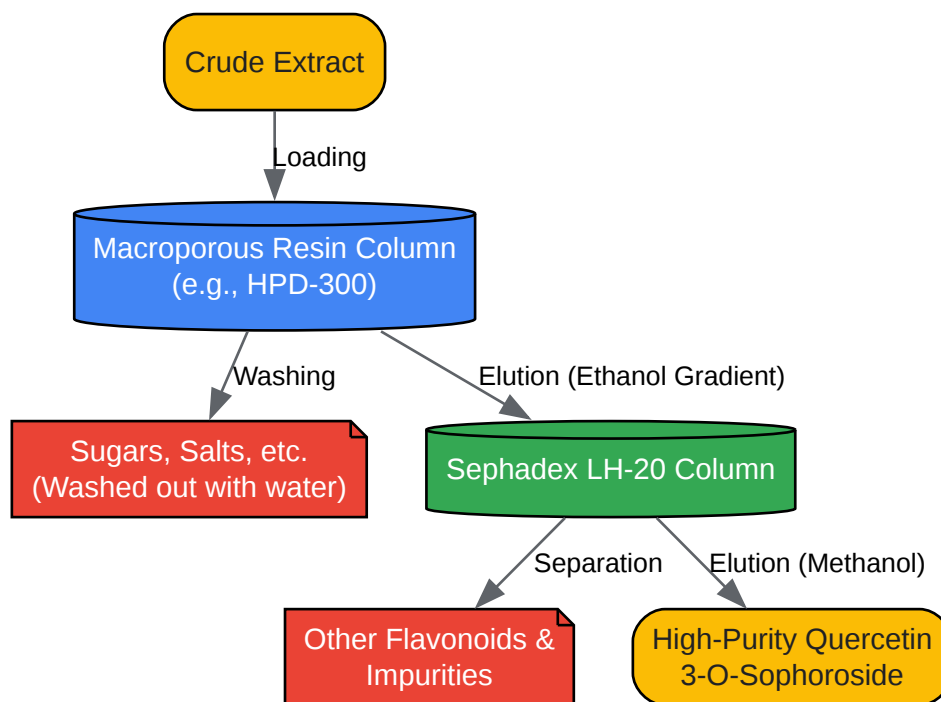 Crude Extract
Loading
Macroporous Resin Column
(e.g., HPD-300)
Washing
Elution (Ethanol Gradient)
Sugars, Salts, etc.
(Washed out with water)
Sephadex LH-20 Column
Separation
Elution (Methanol)
Other Flavonoids &
Impurities
High-Purity Quercetin
3-O-Sophoroside